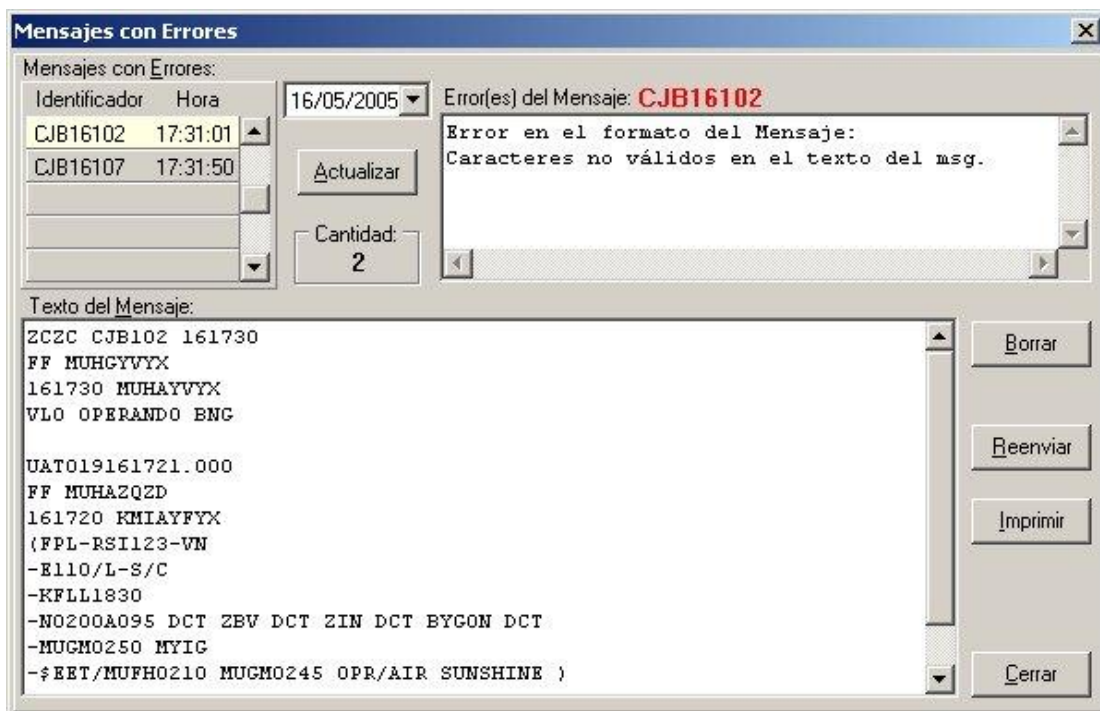 Mensajes con Errores
Mensajes con Errores:
Identificador Hora
CJB16102 17:31:01
CJB16107 17:31:50
16/05/2005
Actualizar
Cantidad:
2
Error(es) del Mensaje: CJB16102
Error en el formato del Mensaje:
Caracteres no válidos en el texto del msg.
Texto del Mensaje:
ZCZC CJB102 161730
FF MUHGYVYX
161730 MUHAYVYX
VLO OPERANDO BNG
UAT019161721.000
FF MUHAZQZD
161720 KMIAYFYX
(FPL-RSI123-VN
-E110/L-S/C
-KFLL1830
-N0200A095 DCT ZBV DCT ZIN DCT BYGON DCT
-MUGM0250 MYIG
-$EET/MUFH0210 MUGM0245 OPR/AIR SUNSHINE )
Borrar
Reenviar
Imprimir
Cerrar